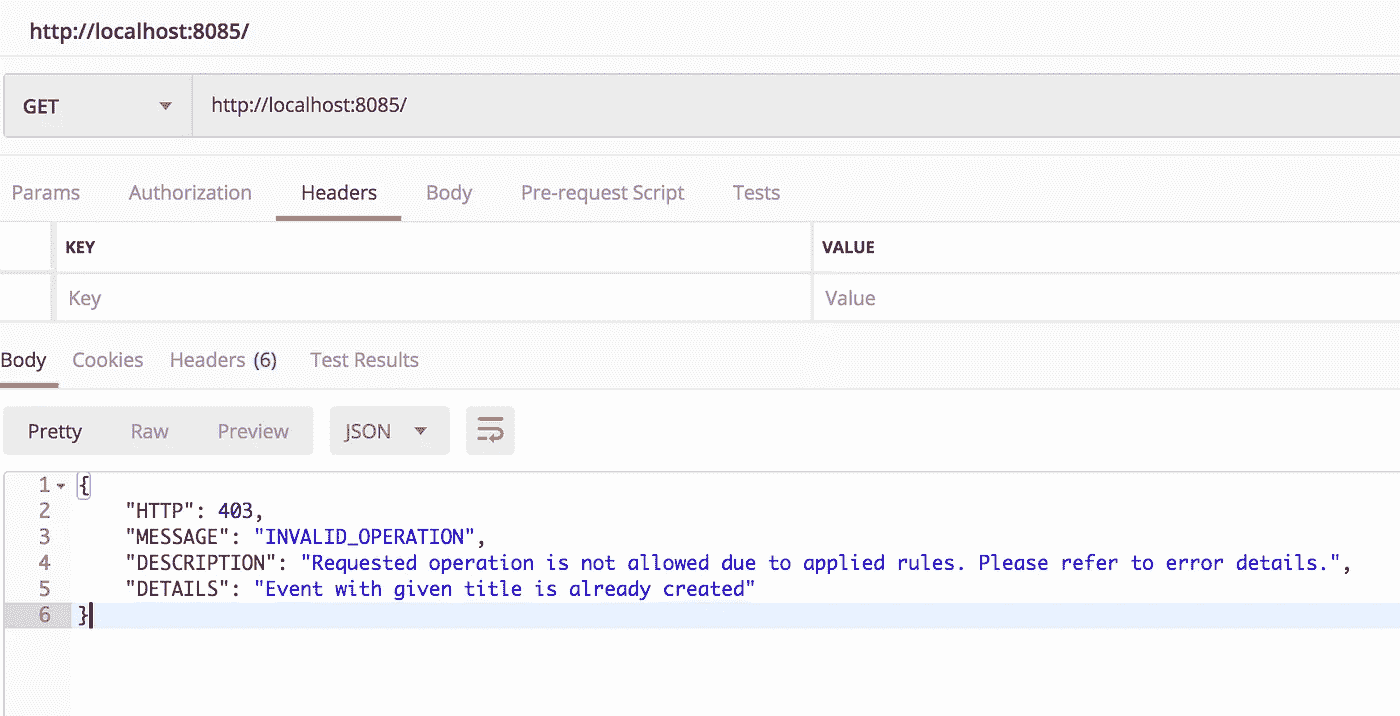 http://localhost:8085/
GET http://localhost:8085/
Params Authorization Headers Body Pre-request Script Tests
KEY VALUE
Key Value
Body Cookies Headers (6) Test Results
Pretty Raw Preview JSON
1 {
2 "HTTP": 403,
3 "MESSAGE": "INVALID_OPERATION",
4 "DESCRIPTION": "Requested operation is not allowed due to applied rules. Please refer to error details.",
5 "DETAILS": "Event with given title is already created"
6 }